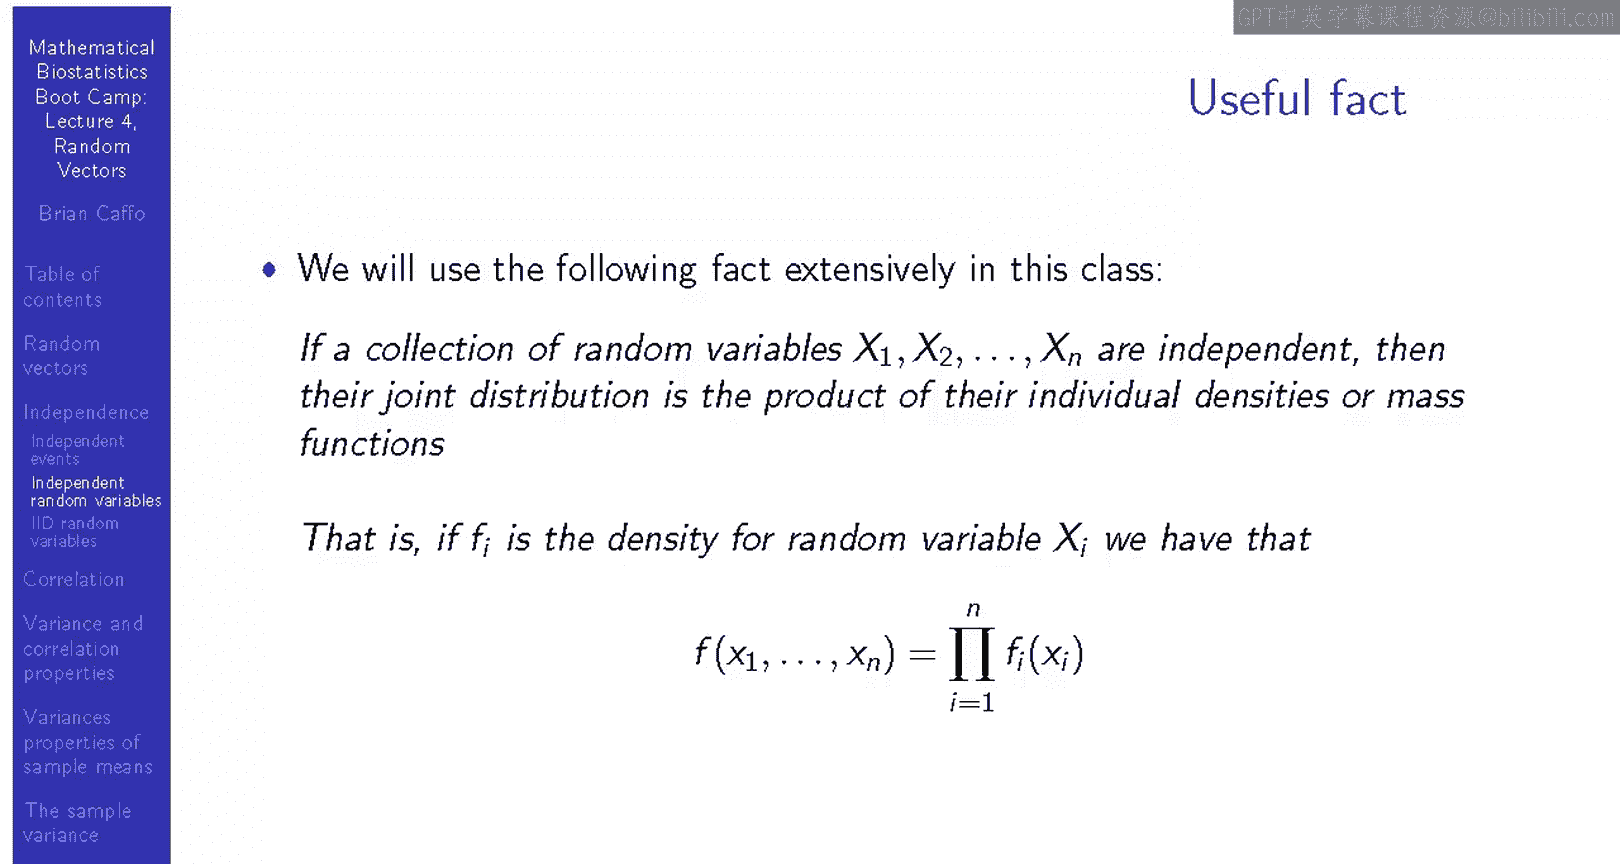 GPT中英字幕课程资源@bilibili.com
Mathematical
Biostatistics
Boot Camp:
Lecture 4,
Random
Vectors
Brian Caffo
Table of
contents
Random
vectors
Independence
Independent
events
Independent
random variables
IID random
variables
Correlation
Variance and
correlation
properties
Variances
properties of
sample means
The sample
variance
Useful fact
• We will use the following fact extensively in this class:
If a collection of random variables X₁, X₂, . . . , Xₙ are independent, then
their joint distribution is the product of their individual densities or mass
functions
That is, if fᵢ is the density for random variable Xᵢ we have that
f(x₁, . . . , xₙ) = ∏ᵢ₌₁ⁿ fᵢ(xᵢ)